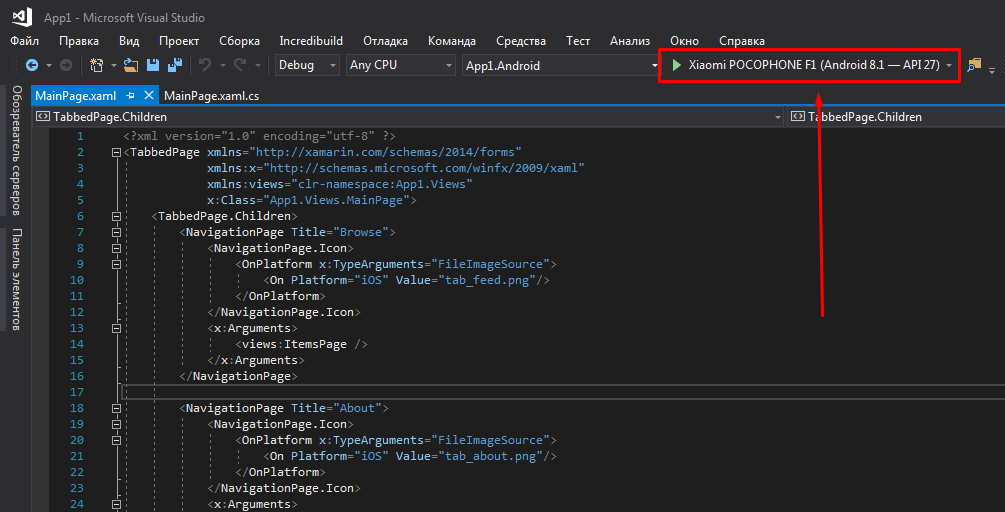 App1 - Microsoft Visual Studio
Файл Правка Вид Проект Сборка Incredibuild Отладка Команда Средства Тест Анализ Окно Справка
Debug Any CPU App1.Android Xiaomi POCOPHONE F1 (Android 8.1 — API 27)
Обозреватель серверов
Панель элементов
MainPage.xaml MainPage.xaml.cs
TabbedPage.Children TabbedPage.Children
1 <?xml version="1.0" encoding="utf-8" ?>
2 <TabbedPage xmlns="http://xamarin.com/schemas/2014/forms"
3 xmlns:x="http://schemas.microsoft.com/winfx/2009/xaml"
4 xmlns:views="clr-namespace:App1.Views"
5 x:Class="App1.Views.MainPage">
6 <TabbedPage.Children>
7 <NavigationPage Title="Browse">
8 <NavigationPage.Icon>
9 <OnPlatform x:TypeArguments="FileImageSource">
10 <On Platform="iOS" Value="tab_feed.png"/>
11 </OnPlatform>
12 </NavigationPage.Icon>
13 <x:Arguments>
14 <views:ItemsPage />
15 </x:Arguments>
16 </NavigationPage>
17
18 <NavigationPage Title="About">
19 <NavigationPage.Icon>
20 <OnPlatform x:TypeArguments="FileImageSource">
21 <On Platform="iOS" Value="tab_about.png"/>
22 </OnPlatform>
23 </NavigationPage.Icon>
24 <x:Arguments>